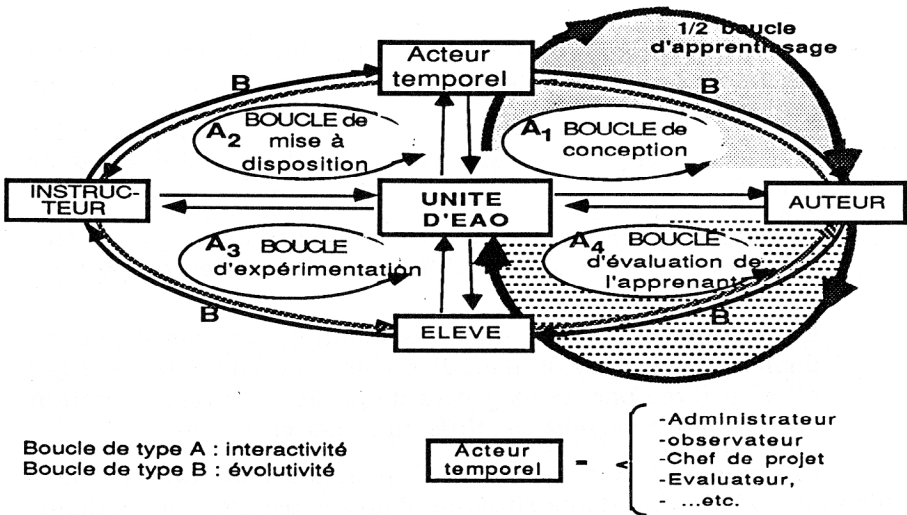 1/2 boucle
d'apprentissage
Acteur
temporel
B
B
A2 BOUCLE de
mise à
disposition
A1 BOUCLE de
conception
INSTRUC-
TEUR
UNITE
D'EAO
AUTEUR
A3 BOUCLE
d'expérimentation
A4 BOUCLE
d'évaluation de
l'apprenant
B
B
ELEVE
Boucle de type A : interactivité
Boucle de type B : évolutivité
Acteur
temporel
-
-Administrateur
-observateur
-Chef de projet
-Evaluateur,
- ...etc.